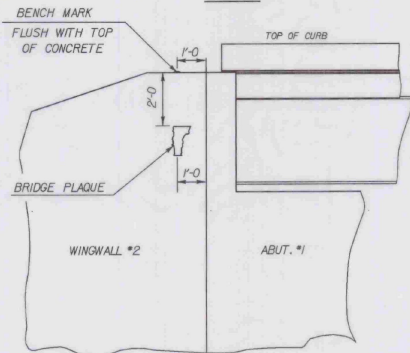 BENCH MARK
FLUSH WITH TOP
OF CONCRETE
1'-0
TOP OF CURB
2'-0
BRIDGE PLAQUE
1'-0
WINGWALL #2
ABUT. #1